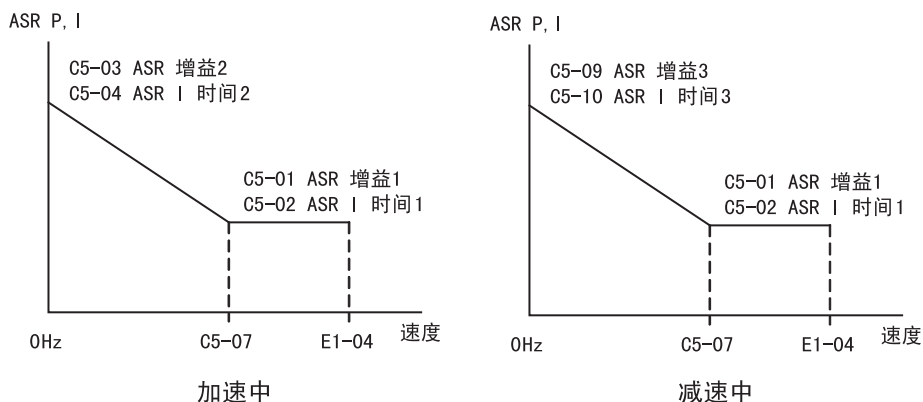 ASR P, I
C5-03 ASR 增益2
C5-04 ASR I 时间2
C5-01 ASR 增益1
C5-02 ASR I 时间1
0Hz
C5-07
E1-04
速度
加速中
ASR P, I
C5-09 ASR 增益3
C5-10 ASR I 时间3
C5-01 ASR 增益1
C5-02 ASR I 时间1
0Hz
C5-07
E1-04
速度
减速中